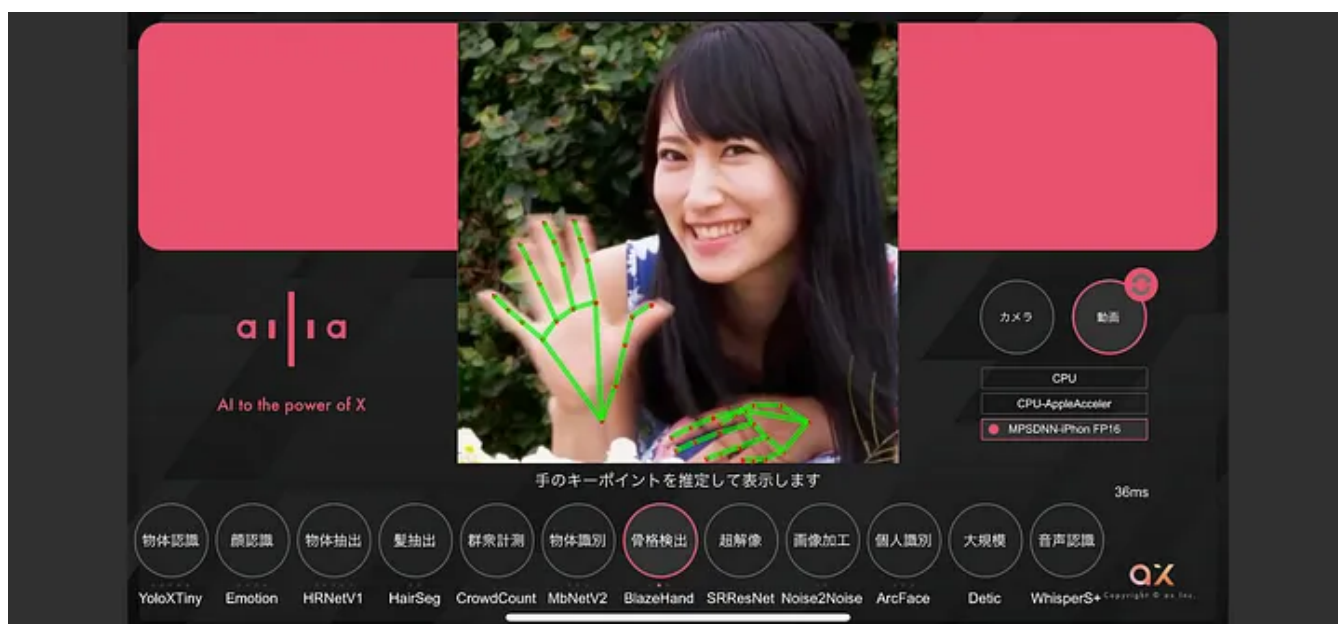 ailia
AI to the power of X
カメラ
動画
CPU
CPU-AppleAcceler
MPSDNN-iPhon FP16
手のキーポイントを推定して表示します
36ms
物体認識
顔認識
物体抽出
髪抽出
群衆計測
物体識別
骨格検出
超解像
画像加工
個人識別
大規模
音声認識
YoloXTiny
Emotion
HRNetV1
HairSeg
CrowdCount
MbNetV2
BlazeHand
SRResNet
Noise2Noise
ArcFace
Detic
WhisperS+
ax
Copyright © ax Inc.